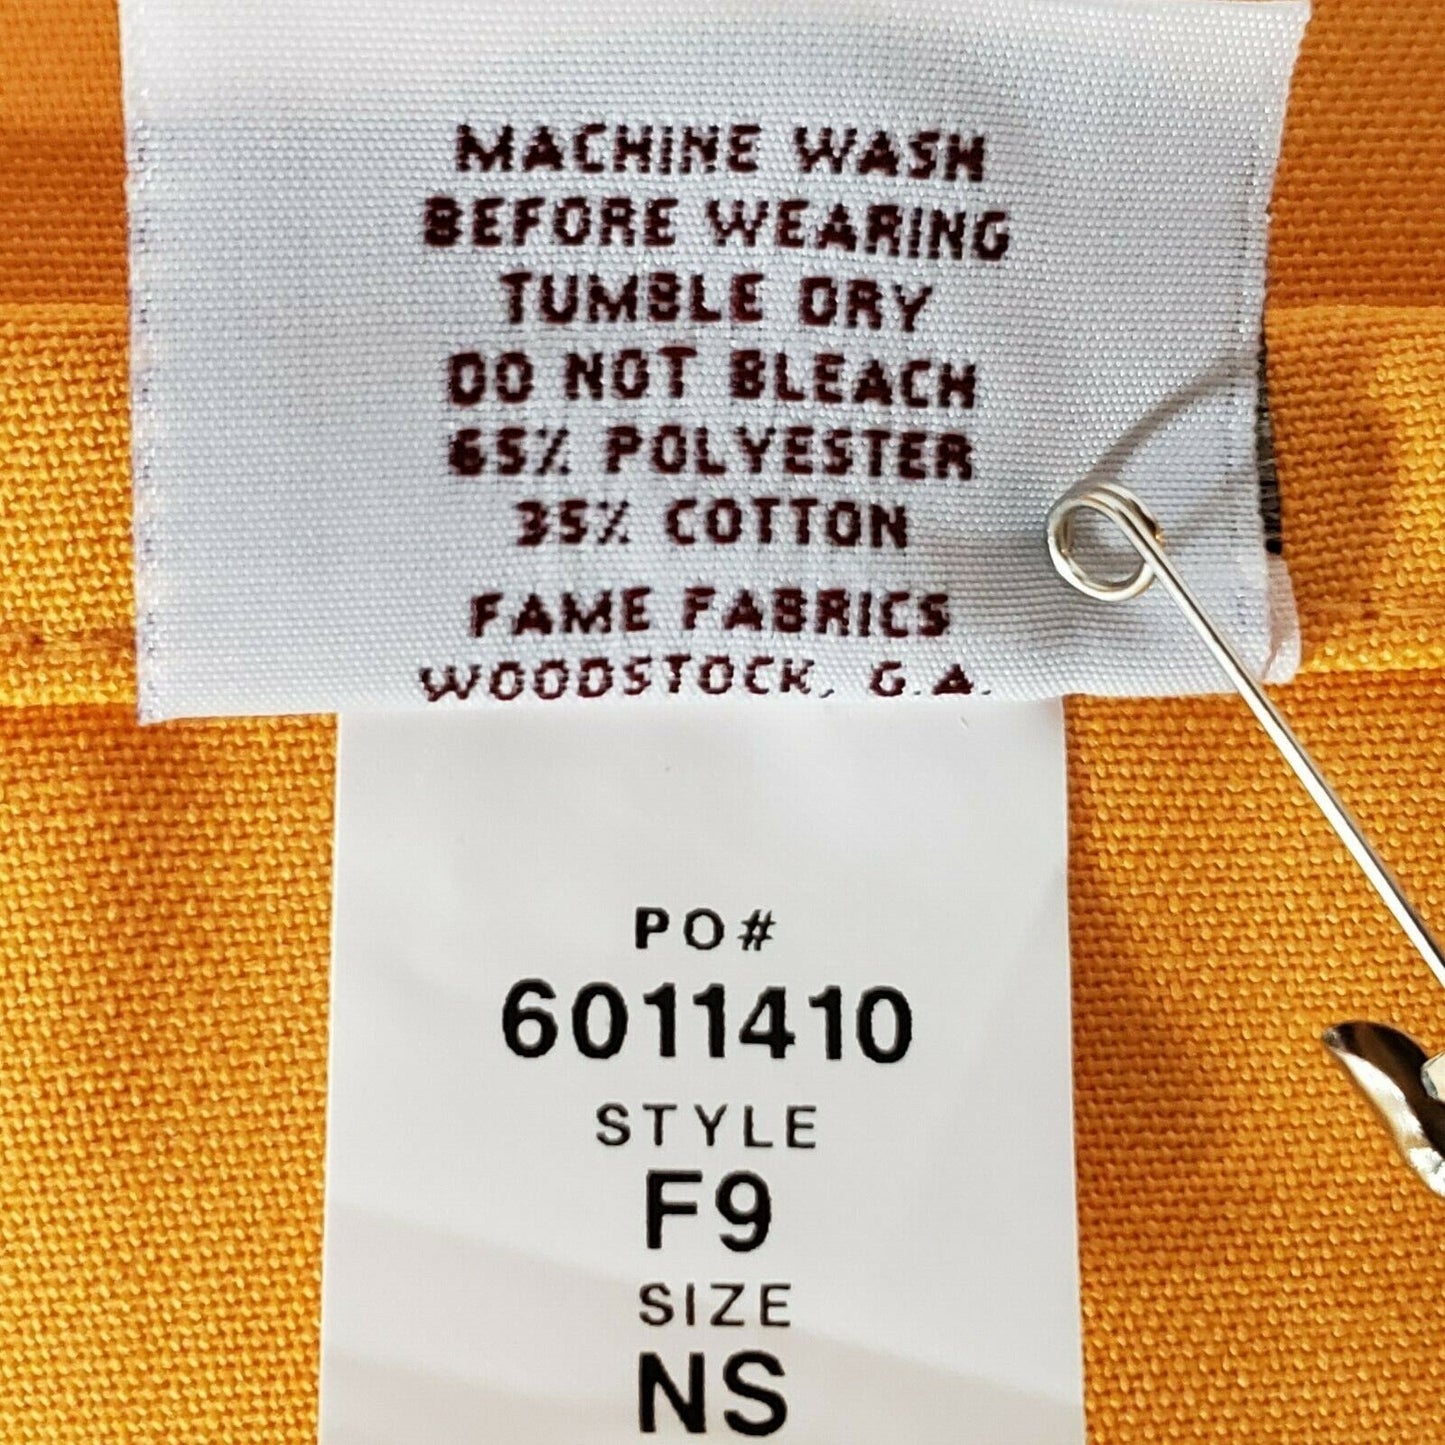 MACHINE WASH
BEFORE WEARING
TUMBLE DRY
DO NOT BLEACH
65% POLYESTER
35% COTTON
FAME FABRICS
WOODSTOCK, G.A.
PO#
6011410
STYLE
F9
SIZE
NS